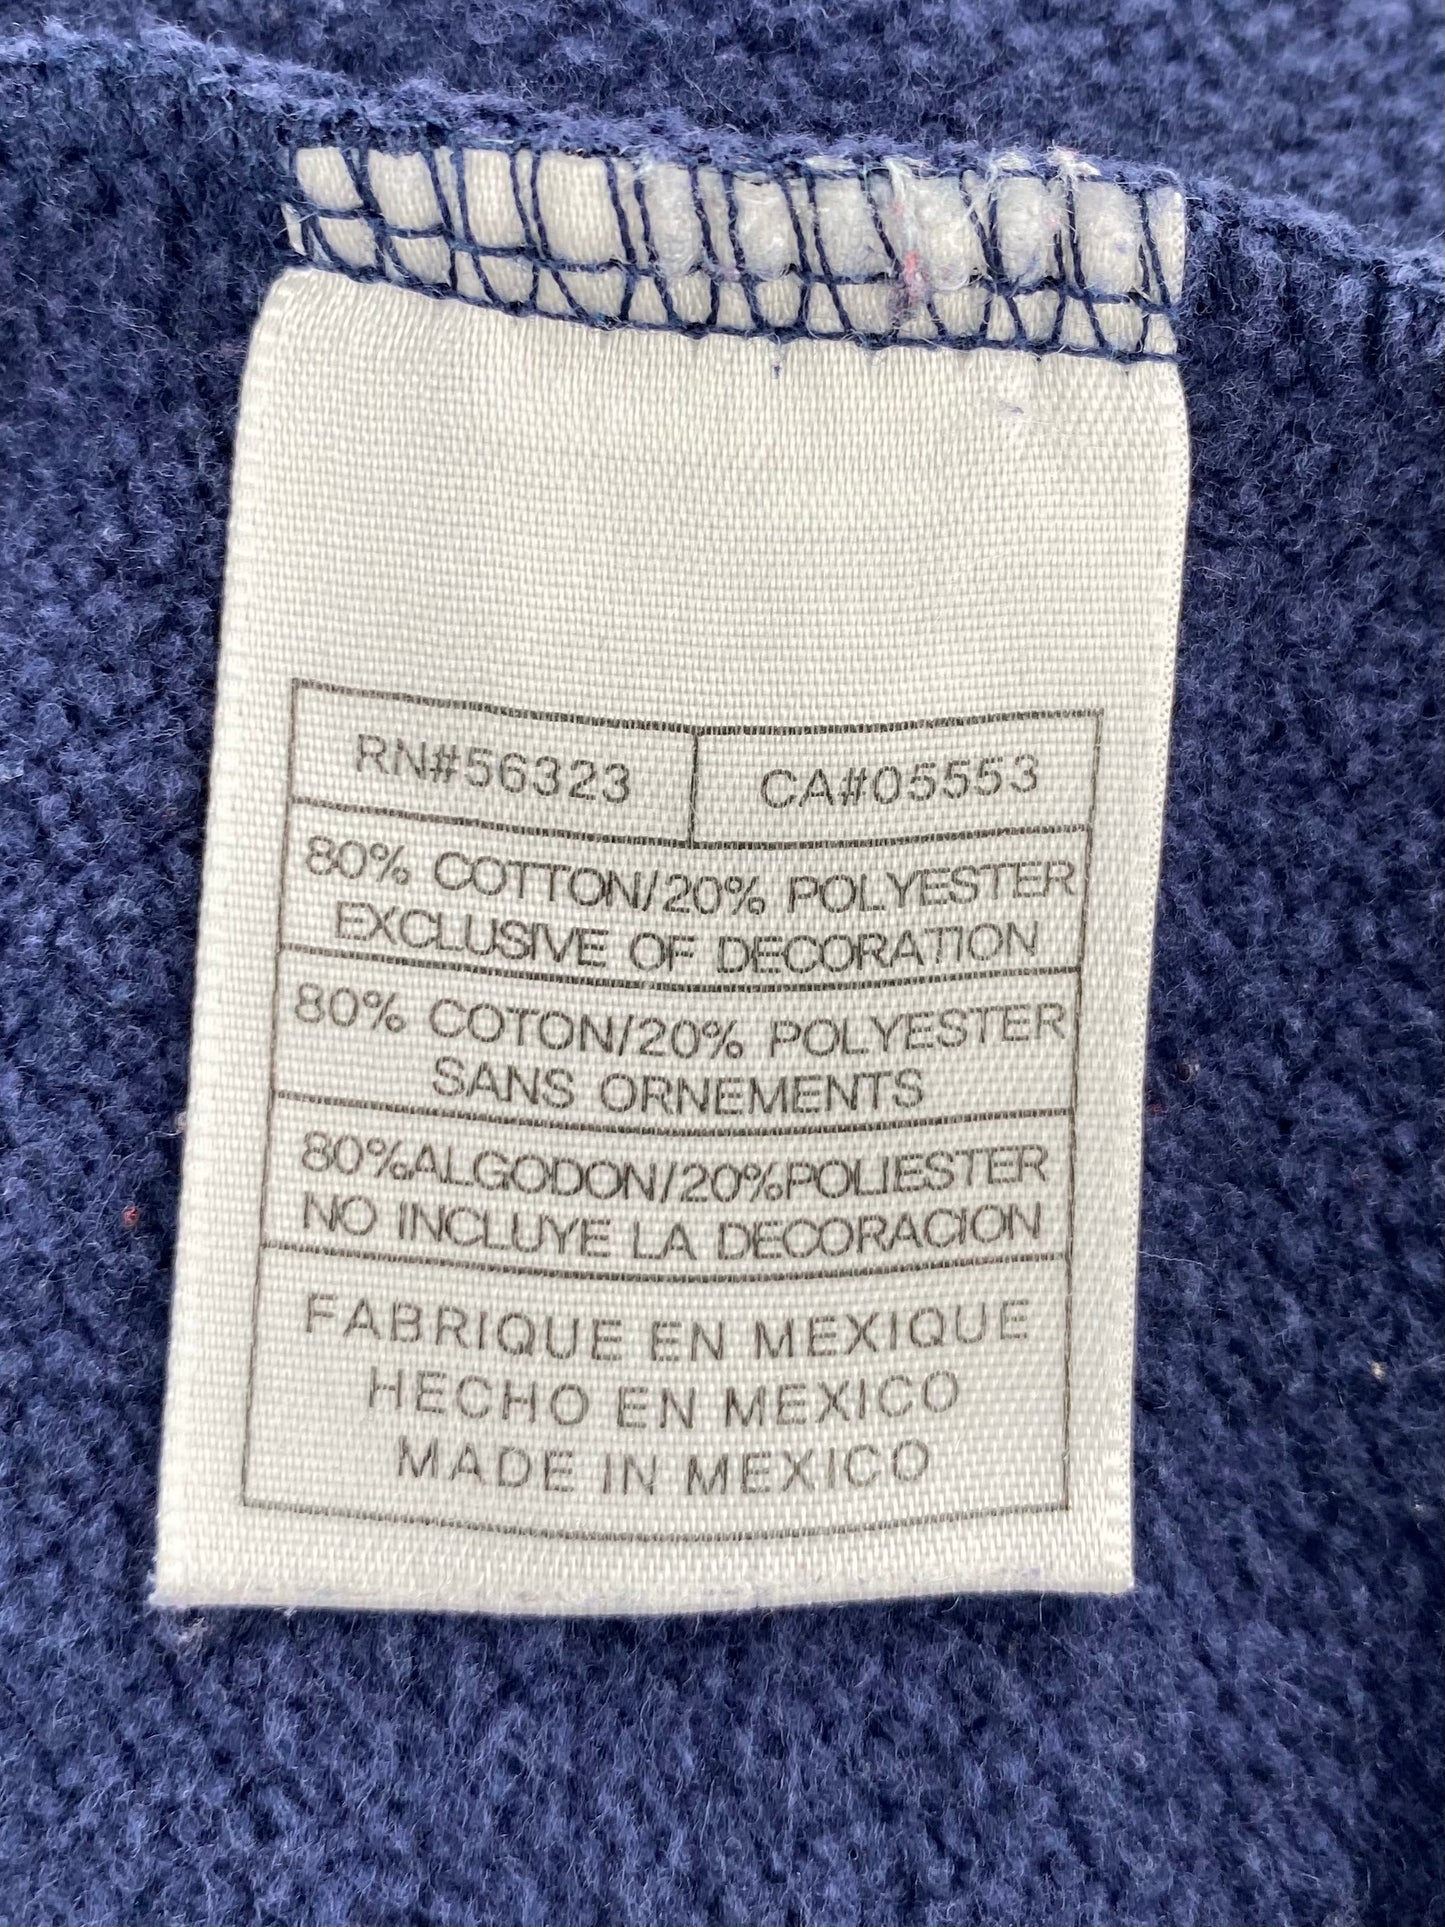 RN#56323 CA#05553
80% COTTON/20% POLYESTER
EXCLUSIVE OF DECORATION
80% COTON/20% POLYESTER
SANS ORNEMENTS
80%ALGODON/20%POLIESTER
NO INCLUYE LA DECORACION
FABRIQUE EN MEXIQUE
HECHO EN MEXICO
MADE IN MEXICO